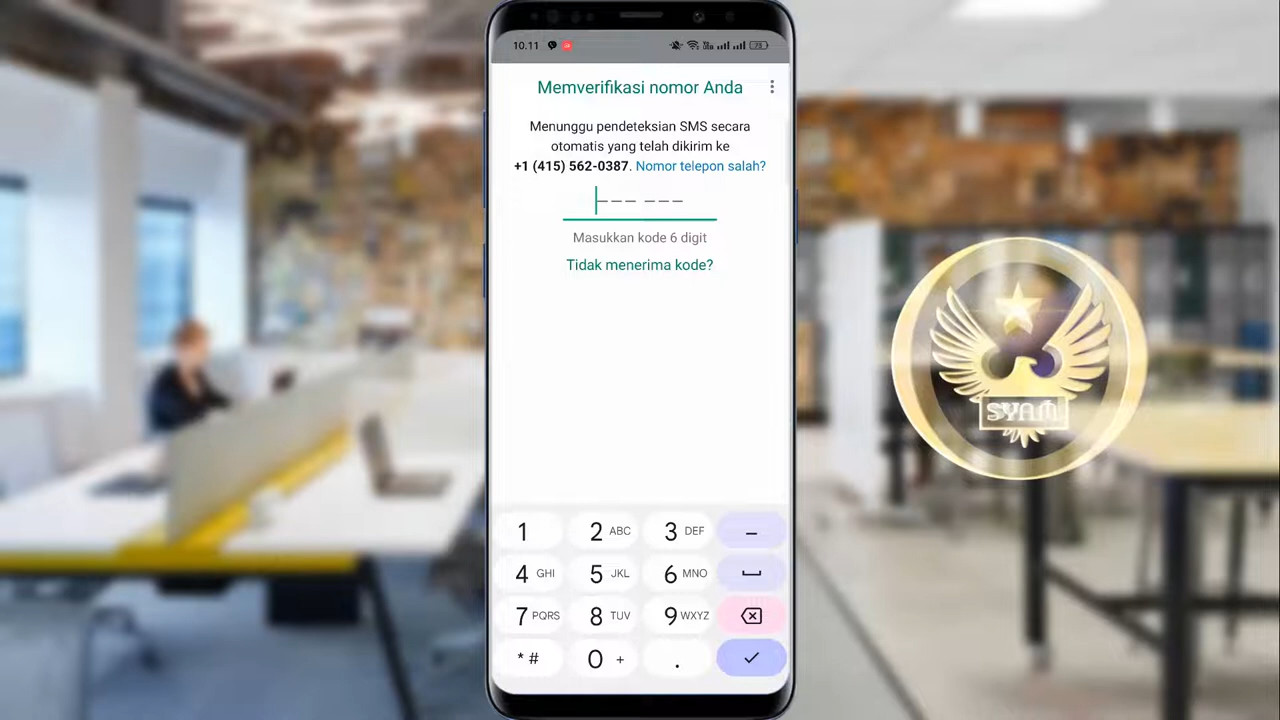 10.11
Memverifikasi nomor Anda
Menunggu pendeteksian SMS secara
otomatis yang telah dikirim ke
+1 (415) 562-0387. Nomor telepon salah?
Masukkan kode 6 digit
Tidak menerima kode?
1 2 ABC 3 DEF –
4 GHI 5 JKL 6 MNO
7 PQRS 8 TUV 9 WXYZ
* # 0 + .
SYAM